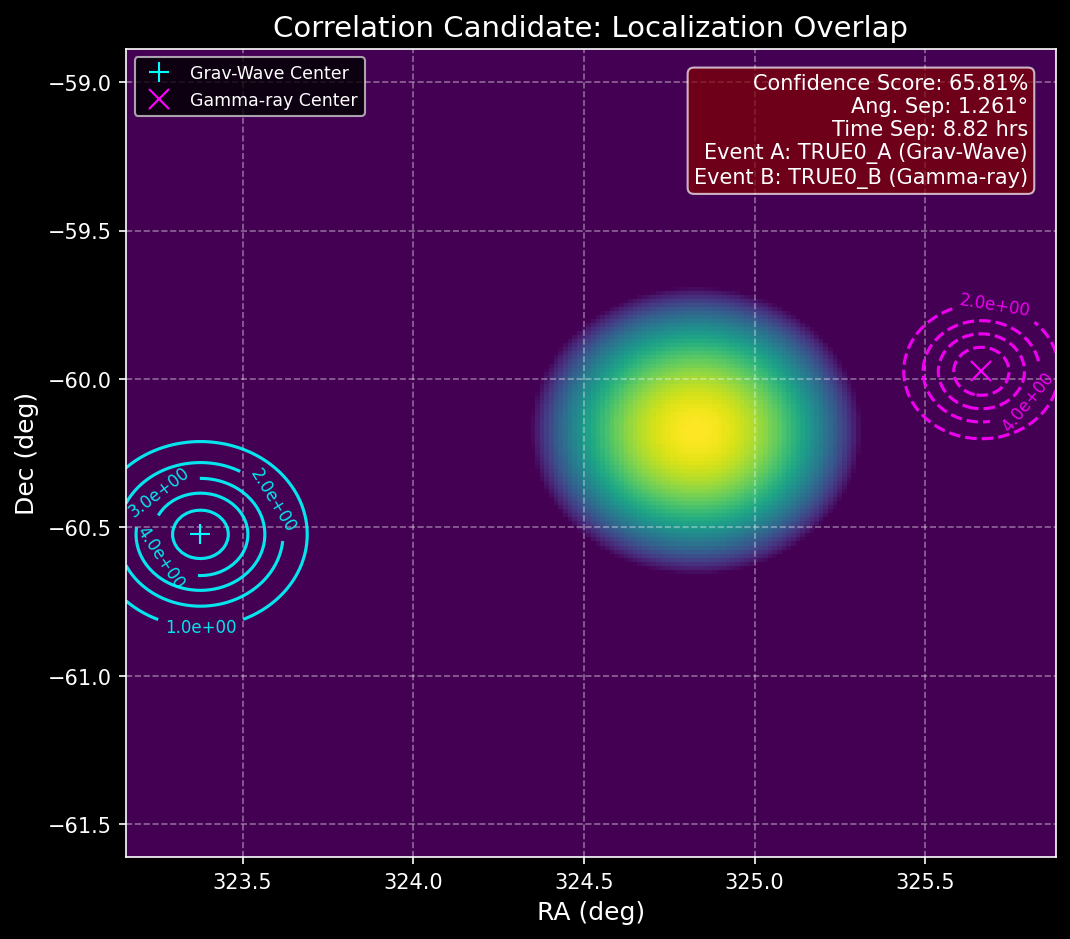 Correlation Candidate: Localization Overlap
Grav-Wave Center
Gamma-ray Center
Confidence Score: 65.81%
Ang. Sep: 1.261°
Time Sep: 8.82 hrs
Event A: TRUE0_A (Grav-Wave)
Event B: TRUE0_B (Gamma-ray)
−59.0
−59.5
−60.0
−60.5
−61.0
−61.5
Dec (deg)
2.0e+00
4.0e+00
3.0e+00
2.0e+00
4.0e+00
1.0e+00
323.5
324.0
324.5
325.0
325.5
RA (deg)